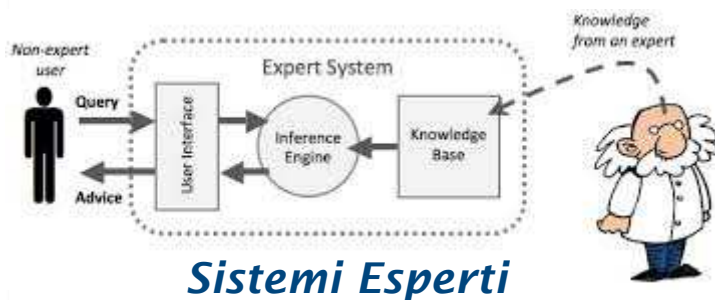 Non-expert
user
Query
Advice
Expert System
User Interface
Inference
Engine
Knowledge
Base
Knowledge
from an expert
Sistemi Esperti